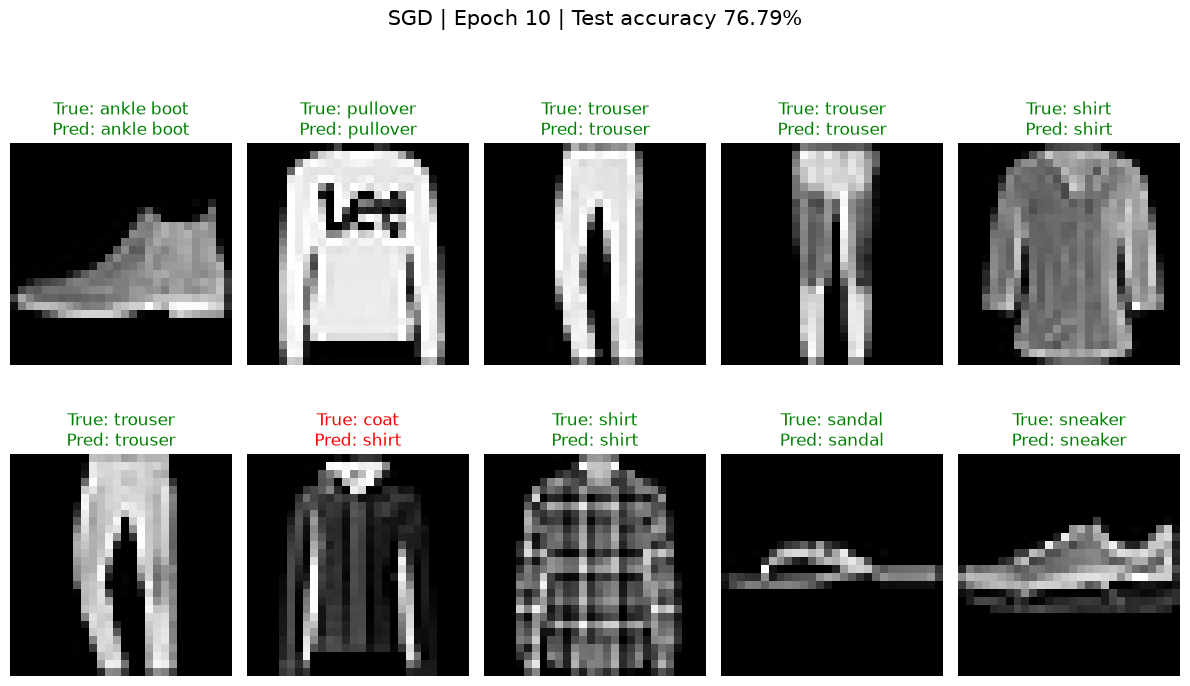 SGD | Epoch 10 | Test accuracy 76.79%
True: ankle boot
Pred: ankle boot
True: pullover
Pred: pullover
True: trouser
Pred: trouser
True: trouser
Pred: trouser
True: shirt
Pred: shirt
Lee
True: trouser
Pred: trouser
True: coat
Pred: shirt
True: shirt
Pred: shirt
True: sandal
Pred: sandal
True: sneaker
Pred: sneaker